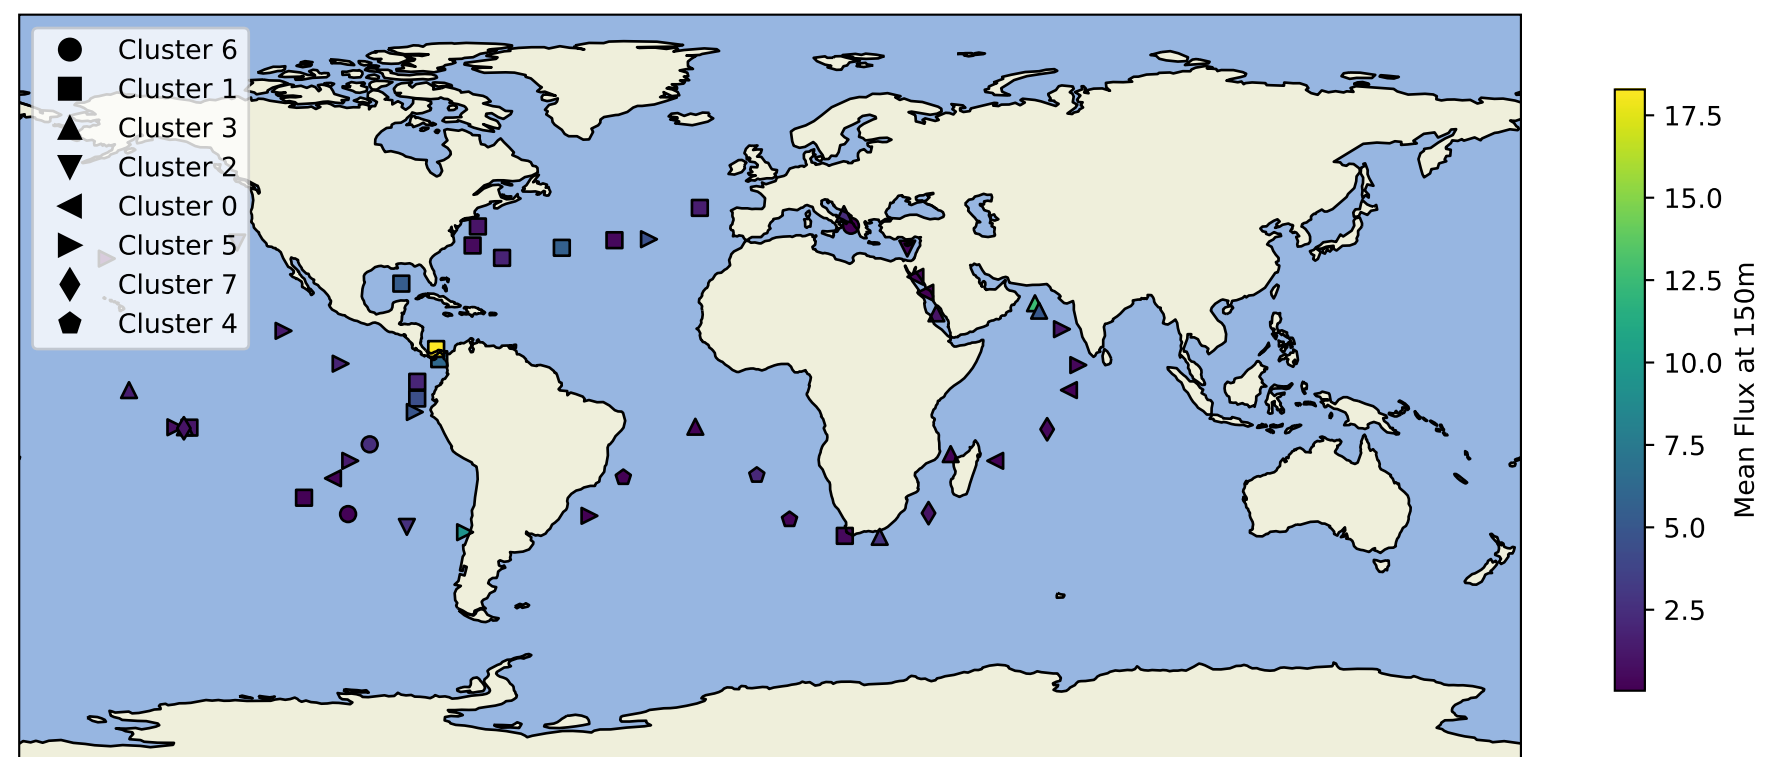 Cluster 6
Cluster 1
Cluster 3
Cluster 2
Cluster 0
Cluster 5
Cluster 7
Cluster 4
17.5
15.0
12.5
10.0
7.5
5.0
2.5
Mean Flux at 150m